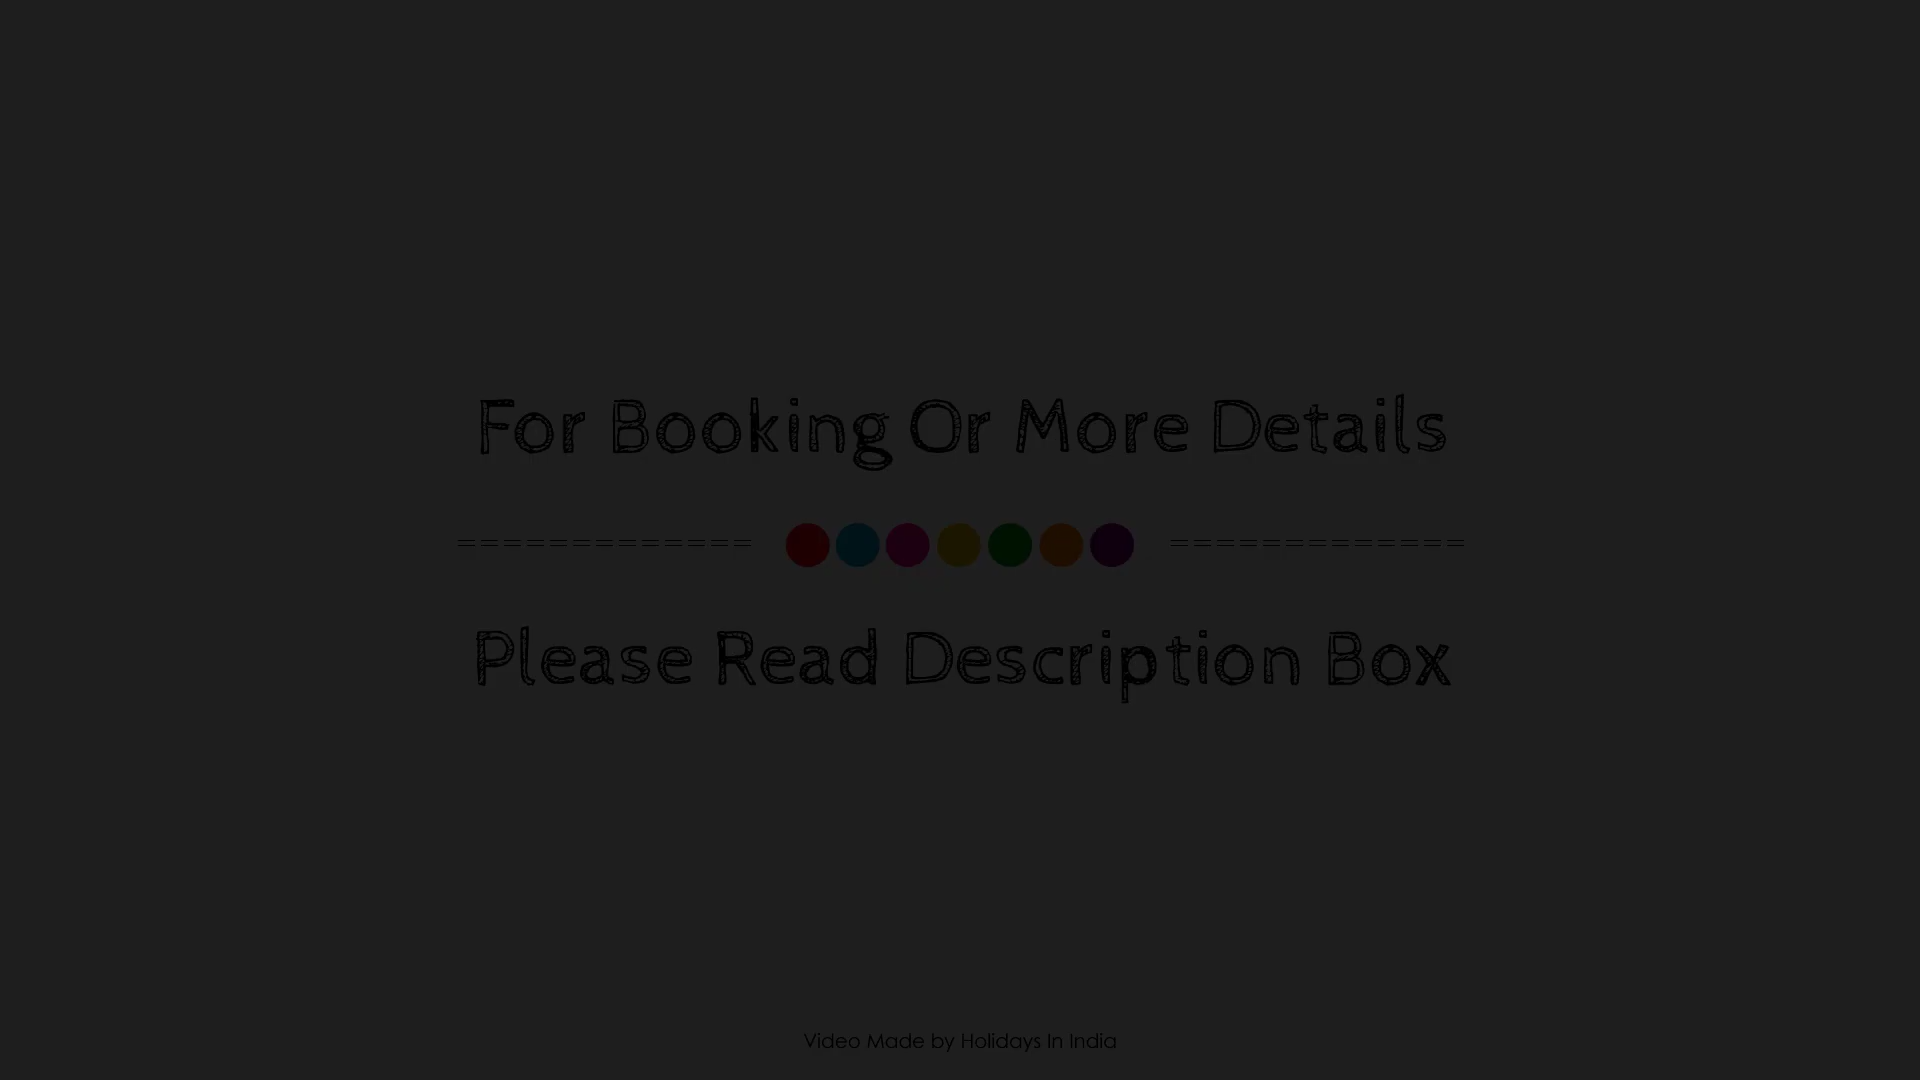 For Booking Or More Details
============= =============
Please Read Description Box
Video Made by Holidays In India